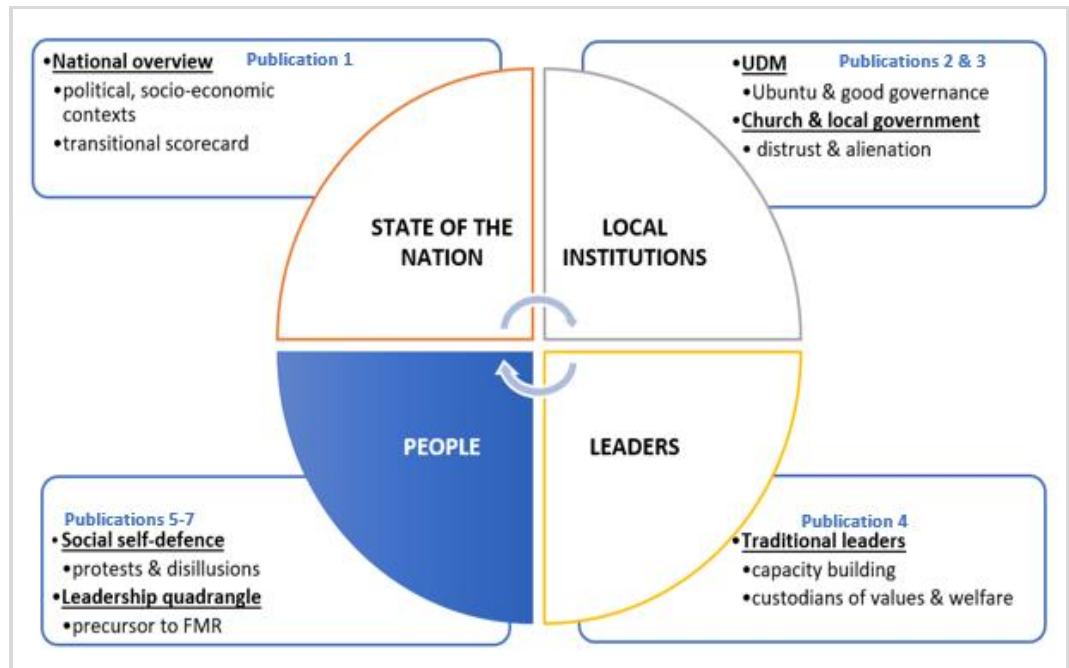 •National overview Publication 1
•political, socio-economic
contexts
•transitional scorecard
•UDM Publications 2 & 3
•Ubuntu & good governance
•Church & local government
• distrust & alienation
STATE OF THE
NATION
LOCAL
INSTITUTIONS
PEOPLE
LEADERS
Publications 5-7
•Social self-defence
•protests & disillusions
•Leadership quadrangle
•precursor to FMR
Publication 4
•Traditional leaders
•capacity building
•custodians of values & welfare